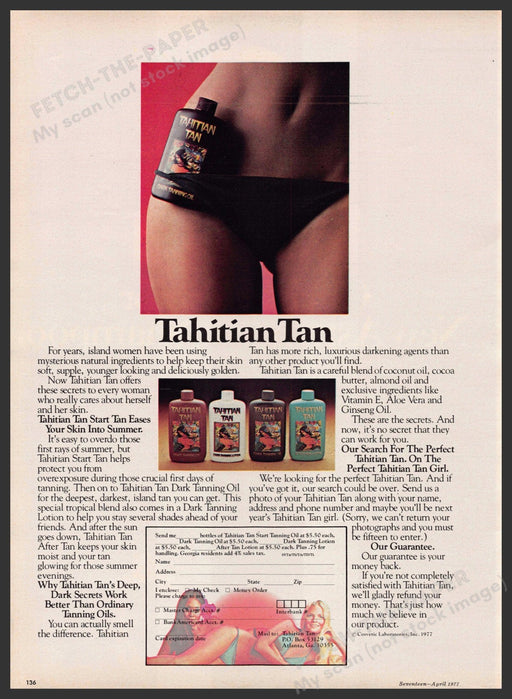 FETCH-THE-PAPER
My scan (not stock image)
TAHITIAN
TAN
DARK TANNING OIL
Tahitian Tan
For years, island women have been using
mysterious natural ingredients to help keep their skin
soft, supple, younger looking and deliciously golden.
Now Tahitian Tan offers
these secrets to every woman
who really cares about herself
and her skin.
Tahitian Tan Start Tan Eases
Your Skin Into Summer.
It's easy to overdo those
first rays of summer, but
Tahitian Start Tan helps
protect you from
overexposure during those crucial first days of
tanning. Then on to Tahitian Tan Dark Tanning Oil
for the deepest, darkest, island tan you can get. This
special tropical blend also comes in a Dark Tanning
Lotion to help you stay several shades ahead of your
friends. And after the sun
goes down, Tahitian Tan
After Tan keeps your skin
moist and your tan
glowing for those summer
evenings.
Why Tahitian Tan's Deep,
Dark Secrets Work
Better Than Ordinary
Tanning Oils.
You can actually smell
the difference. Tahitian
Tan has more rich, luxurious darkening agents than
any other product you'll find.
Tahitian Tan is a careful blend of coconut oil, cocoa
butter, almond oil and
exclusive ingredients like
Vitamin E, Aloe Vera and
Ginseng Oil.
These are the secrets. And
now, it's no secret that they
can work for you.
Our Search For The Perfect
Tahitian Tan. On The
Perfect Tahitian Tan Girl.
We're looking for the perfect Tahitian Tan. And if
you've got it, our search could be over. Send us a
photo of your Tahitian Tan along with your name,
address and phone number and maybe you'll be next
year's Tahitian Tan girl. (Sorry, we can't return your
photographs and you must
be fifteen to enter.)
Our Guarantee.
Our guarantee is your
money back.
If you're not completely
satisfied with Tahitian Tan,
we'll gladly refund your
money. That's just how
much we believe in
our product.
© Cosvetic Laboratories, Inc. 1977
TAHITIAN TAN
TAHITIAN TAN
TAHITIAN TAN
TAHITIAN TAN
Send me bottles of Tahitian Tan Start Tanning Oil at $5.50 each,
Dark Tanning Oil at $5.50 each, Dark Tanning Lotion
at $5.50 each, After Tan Lotion at $5.50 each. Plus .75 for
handling. Georgia residents add 4% sales tax.
Name
Address
City State Zip
I enclose: My Check Money Order
Please charge to my:
Master Charge Acct. #
Interbank #
BankAmericard Acct. #
Card expiration date
Mail to: Tahitian Tan
P.O. Box 53129
Atlanta, Ga. 30355
FETCH-THE-PAPER
My scan (not stock image)
136
Seventeen—April 1977